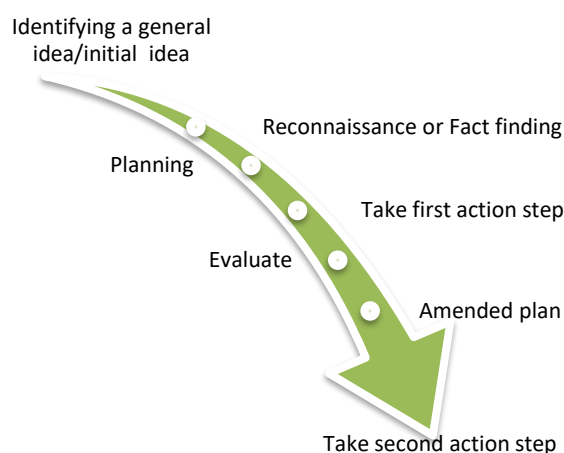 Identifying a general
idea/initial idea
Reconnaissance or Fact finding
Planning
Take first action step
Evaluate
Amended plan
Take second action step